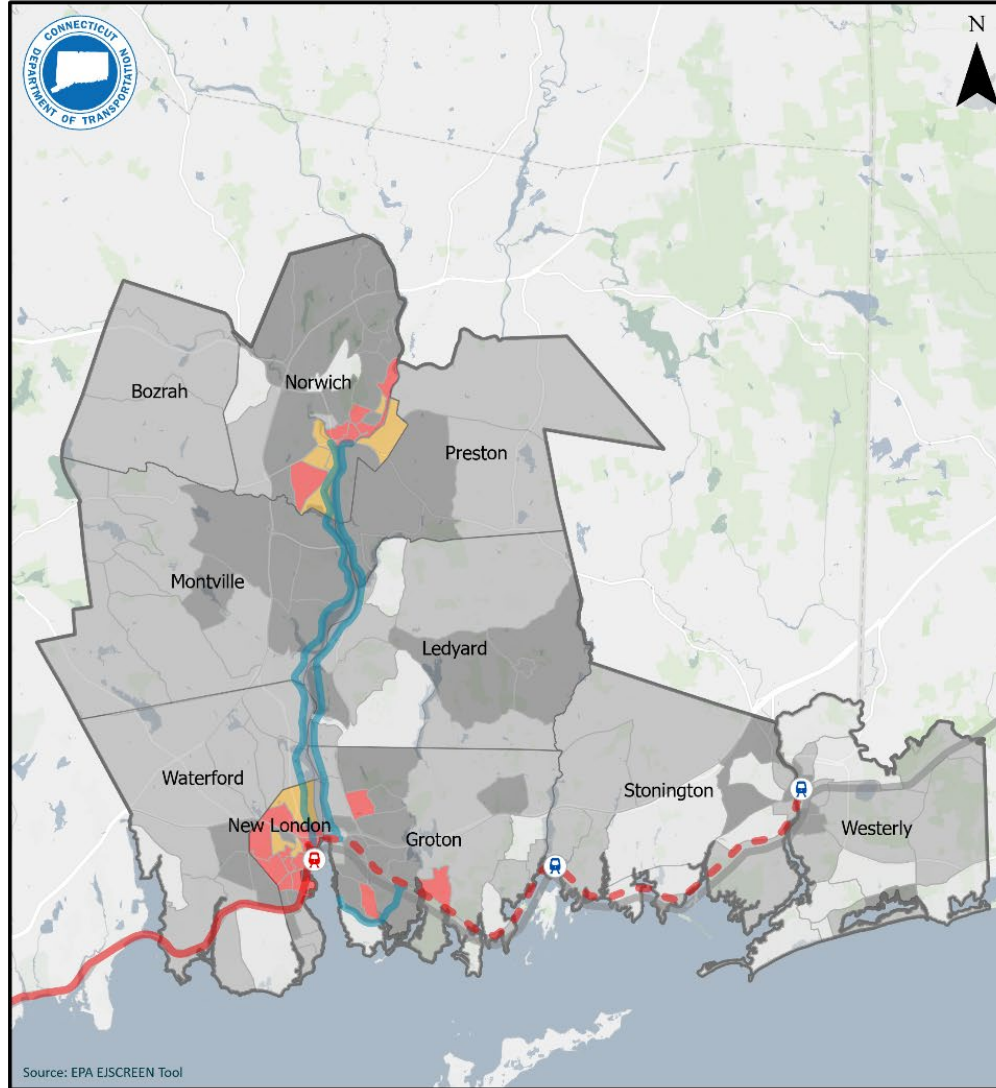 CONNECTICUT
DEPARTMENT OF TRANSPORTATION
N
Bozrah
Norwich
Preston
Montville
Ledyard
Waterford
Stonington
New London
Groton
Westerly
Source: EPA EJSCREEN Tool